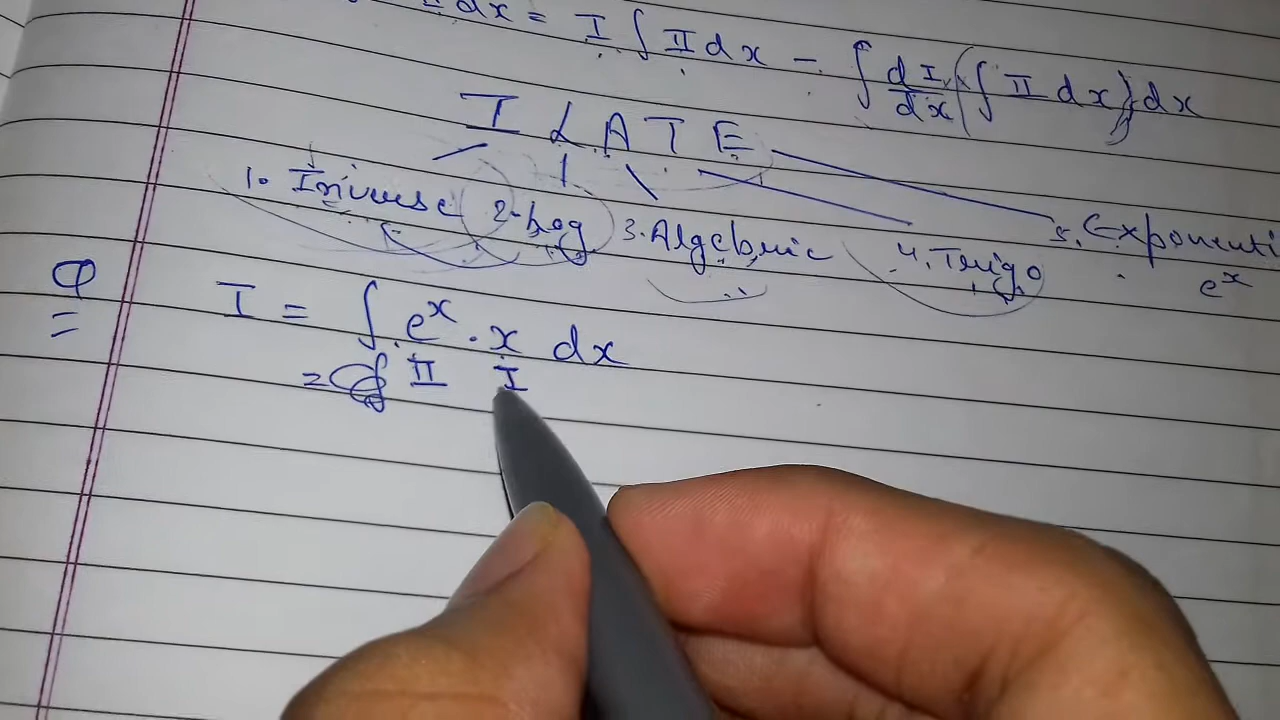 II dx = I ∫ II dx − ∫ dI/dx (∫ II dx) dx
I L A T E
1. Inverse 2-Log 3. Algebric 4. Trigo 5. Exponenti
e^x
Q I = ∫ e^x . x dx
= II I